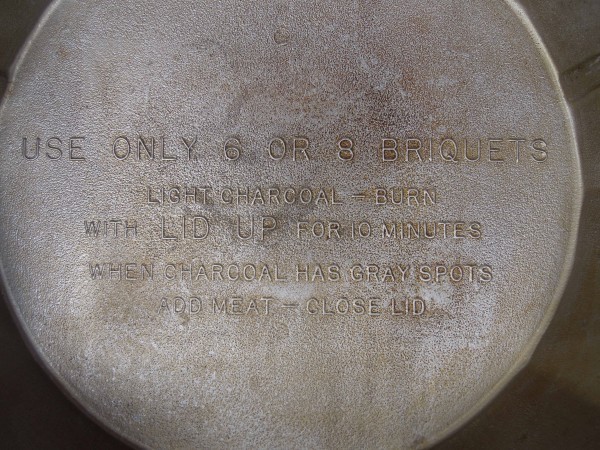 USE ONLY 6 OR 8 BRIQUETS
LIGHT CHARCOAL – BURN
WITH LID UP FOR 10 MINUTES
WHEN CHARCOAL HAS GRAY SPOTS
ADD MEAT – CLOSE LID